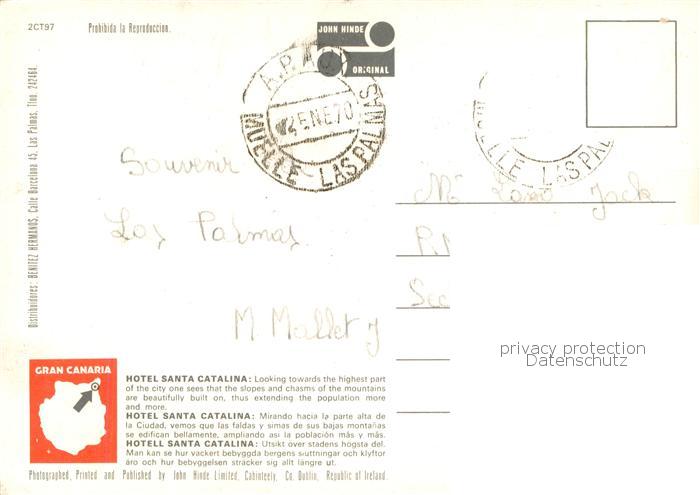 2CT97
Prohibida la Reproduccion.
JOHN HINDE
ORIGINAL
ENE 70
MUELLE - LAS PALMAS
ELLE - LAS PAL
Distribuidores: BENITEZ HERMANOS, Calle Barcelona 45, Las Palmas, Tfno. 242464.
Souvenir
Las Palmas
M Mallet J
Jack
privacy protection
Datenschutz
GRAN CANARIA
HOTEL SANTA CATALINA: Looking towards the highest part
of the city one sees that the slopes and chasms of the mountains
are beautifully built on, thus extending the population more
and more.
HOTEL SANTA CATALINA: Mirando hacia la parte alta de
la Ciudad, vemos que las faldas y simas de sus bajas montañas
se edifican bellamente, ampliando asi la población más y más.
HOTELL SANTA CATALINA: Utsikt över stadens högsta del.
Man kan se hur vackert bebyggda bergens sluttningar och klyftor
äro och hur bebyggelsen sträcker sig allt längre ut.
Photographed, Printed and Published by John Hinde Limited, Cabinteely, Co. Dublin, Republic of Ireland.